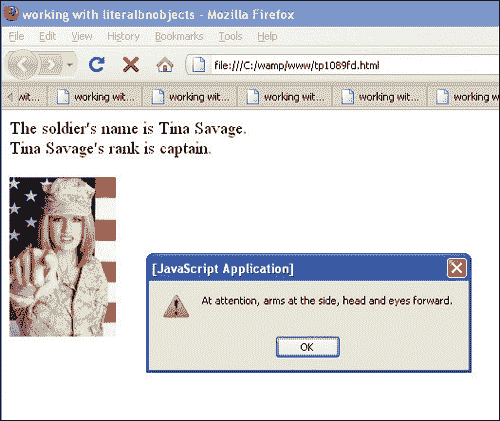 working with literalbnobjects - Mozilla Firefox
File Edit View History Bookmarks Tools Help
file:///C:/wamp/www/tp1089fd.html
wit... working wit... working wit... working wit... working wit... working wit
The soldier's name is Tina Savage.
Tina Savage's rank is captain.
[JavaScript Application]
At attention, arms at the side, head and eyes forward.
OK